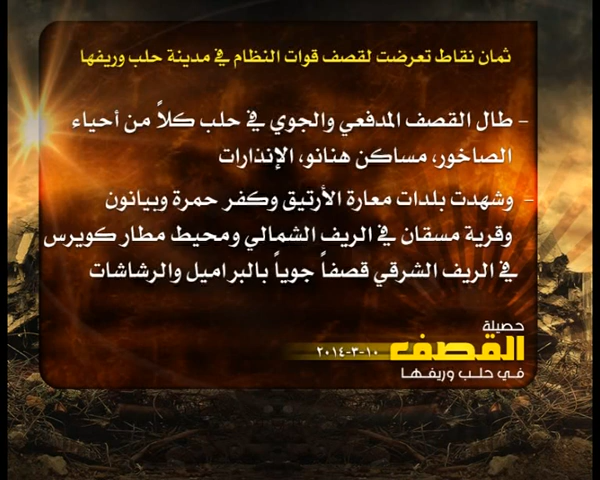 ثمان نقاط تعرضت لقصف قوات النظام في مدينة حلب وريفها
- طال القصف المدفعي والجوي في حلب كلاً من أحياء
الصاخور، مساكن هنانو، الإنذارات
- وشهدت بلدات معارة الأرتيق وكفر حمرة وبيانون
وقرية مسقان في الريف الشمالي ومحيط مطار كويرس
في الريف الشرقي قصفاً جوياً بالبراميل والرشاشات
حصيلة
القصف ١٠-٣-٢٠١٤
في حلب وريفها